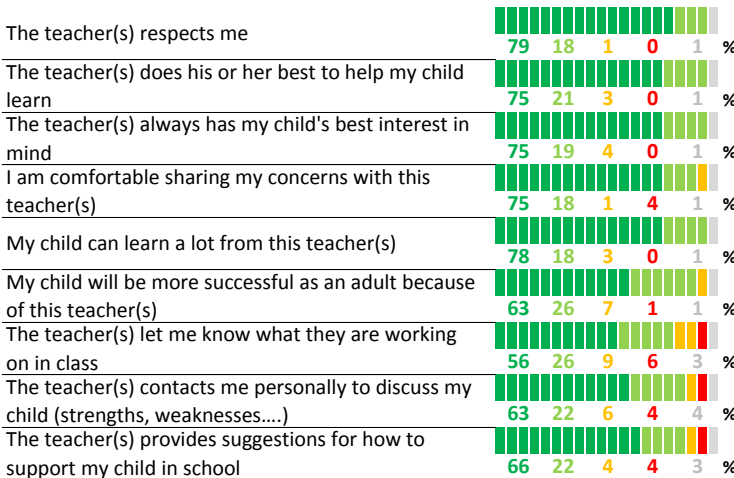 The teacher(s) respects me
79 18 1 0 1 %
The teacher(s) does his or her best to help my child
learn
75 21 3 0 1 %
The teacher(s) always has my child's best interest in
mind
75 19 4 0 1 %
I am comfortable sharing my concerns with this
teacher(s)
75 18 1 4 1 %
My child can learn a lot from this teacher(s)
78 18 3 0 1 %
My child will be more successful as an adult because
of this teacher(s)
63 26 7 1 1 %
The teacher(s) let me know what they are working
on in class
56 26 9 6 3 %
The teacher(s) contacts me personally to discuss my
child (strengths, weaknesses....)
63 22 6 4 4 %
The teacher(s) provides suggestions for how to
support my child in school
66 22 4 4 3 %